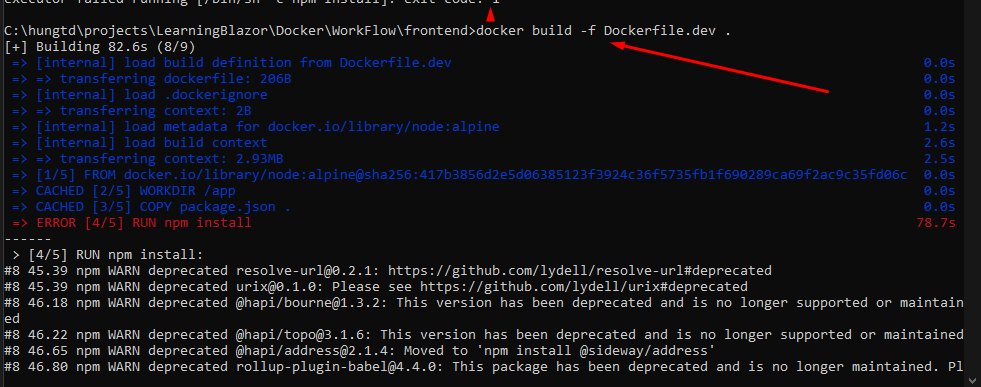 executor failed running [/bin/sh -c npm install]: exit code: 1
C:\hungtd\projects\LearningBlazor\Docker\WorkFlow\frontend>docker build -f Dockerfile.dev .
[+] Building 82.6s (8/9)
=> [internal] load build definition from Dockerfile.dev 0.0s
=> => transferring dockerfile: 206B 0.0s
=> [internal] load .dockerignore 0.0s
=> => transferring context: 2B 0.0s
=> [internal] load metadata for docker.io/library/node:alpine 1.2s
=> [internal] load build context 2.6s
=> => transferring context: 2.93MB 2.5s
=> [1/5] FROM docker.io/library/node:alpine@sha256:417b3856d2e5d06385123f3924c36f5735fb1f690289ca69f2ac9c35fd06c 0.0s
=> CACHED [2/5] WORKDIR /app 0.0s
=> CACHED [3/5] COPY package.json . 0.0s
=> ERROR [4/5] RUN npm install 78.7s
------
> [4/5] RUN npm install:
#8 45.39 npm WARN deprecated resolve-url@0.2.1: https://github.com/lydell/resolve-url#deprecated
#8 45.39 npm WARN deprecated urix@0.1.0: Please see https://github.com/lydell/urix#deprecated
#8 46.18 npm WARN deprecated @hapi/bourne@1.3.2: This version has been deprecated and is no longer supported or maintain
ed
#8 46.22 npm WARN deprecated @hapi/topo@3.1.6: This version has been deprecated and is no longer supported or maintained
#8 46.65 npm WARN deprecated @hapi/address@2.1.4: Moved to 'npm install @sideway/address'
#8 46.80 npm WARN deprecated rollup-plugin-babel@4.4.0: This package has been deprecated and is no longer maintained. Pl